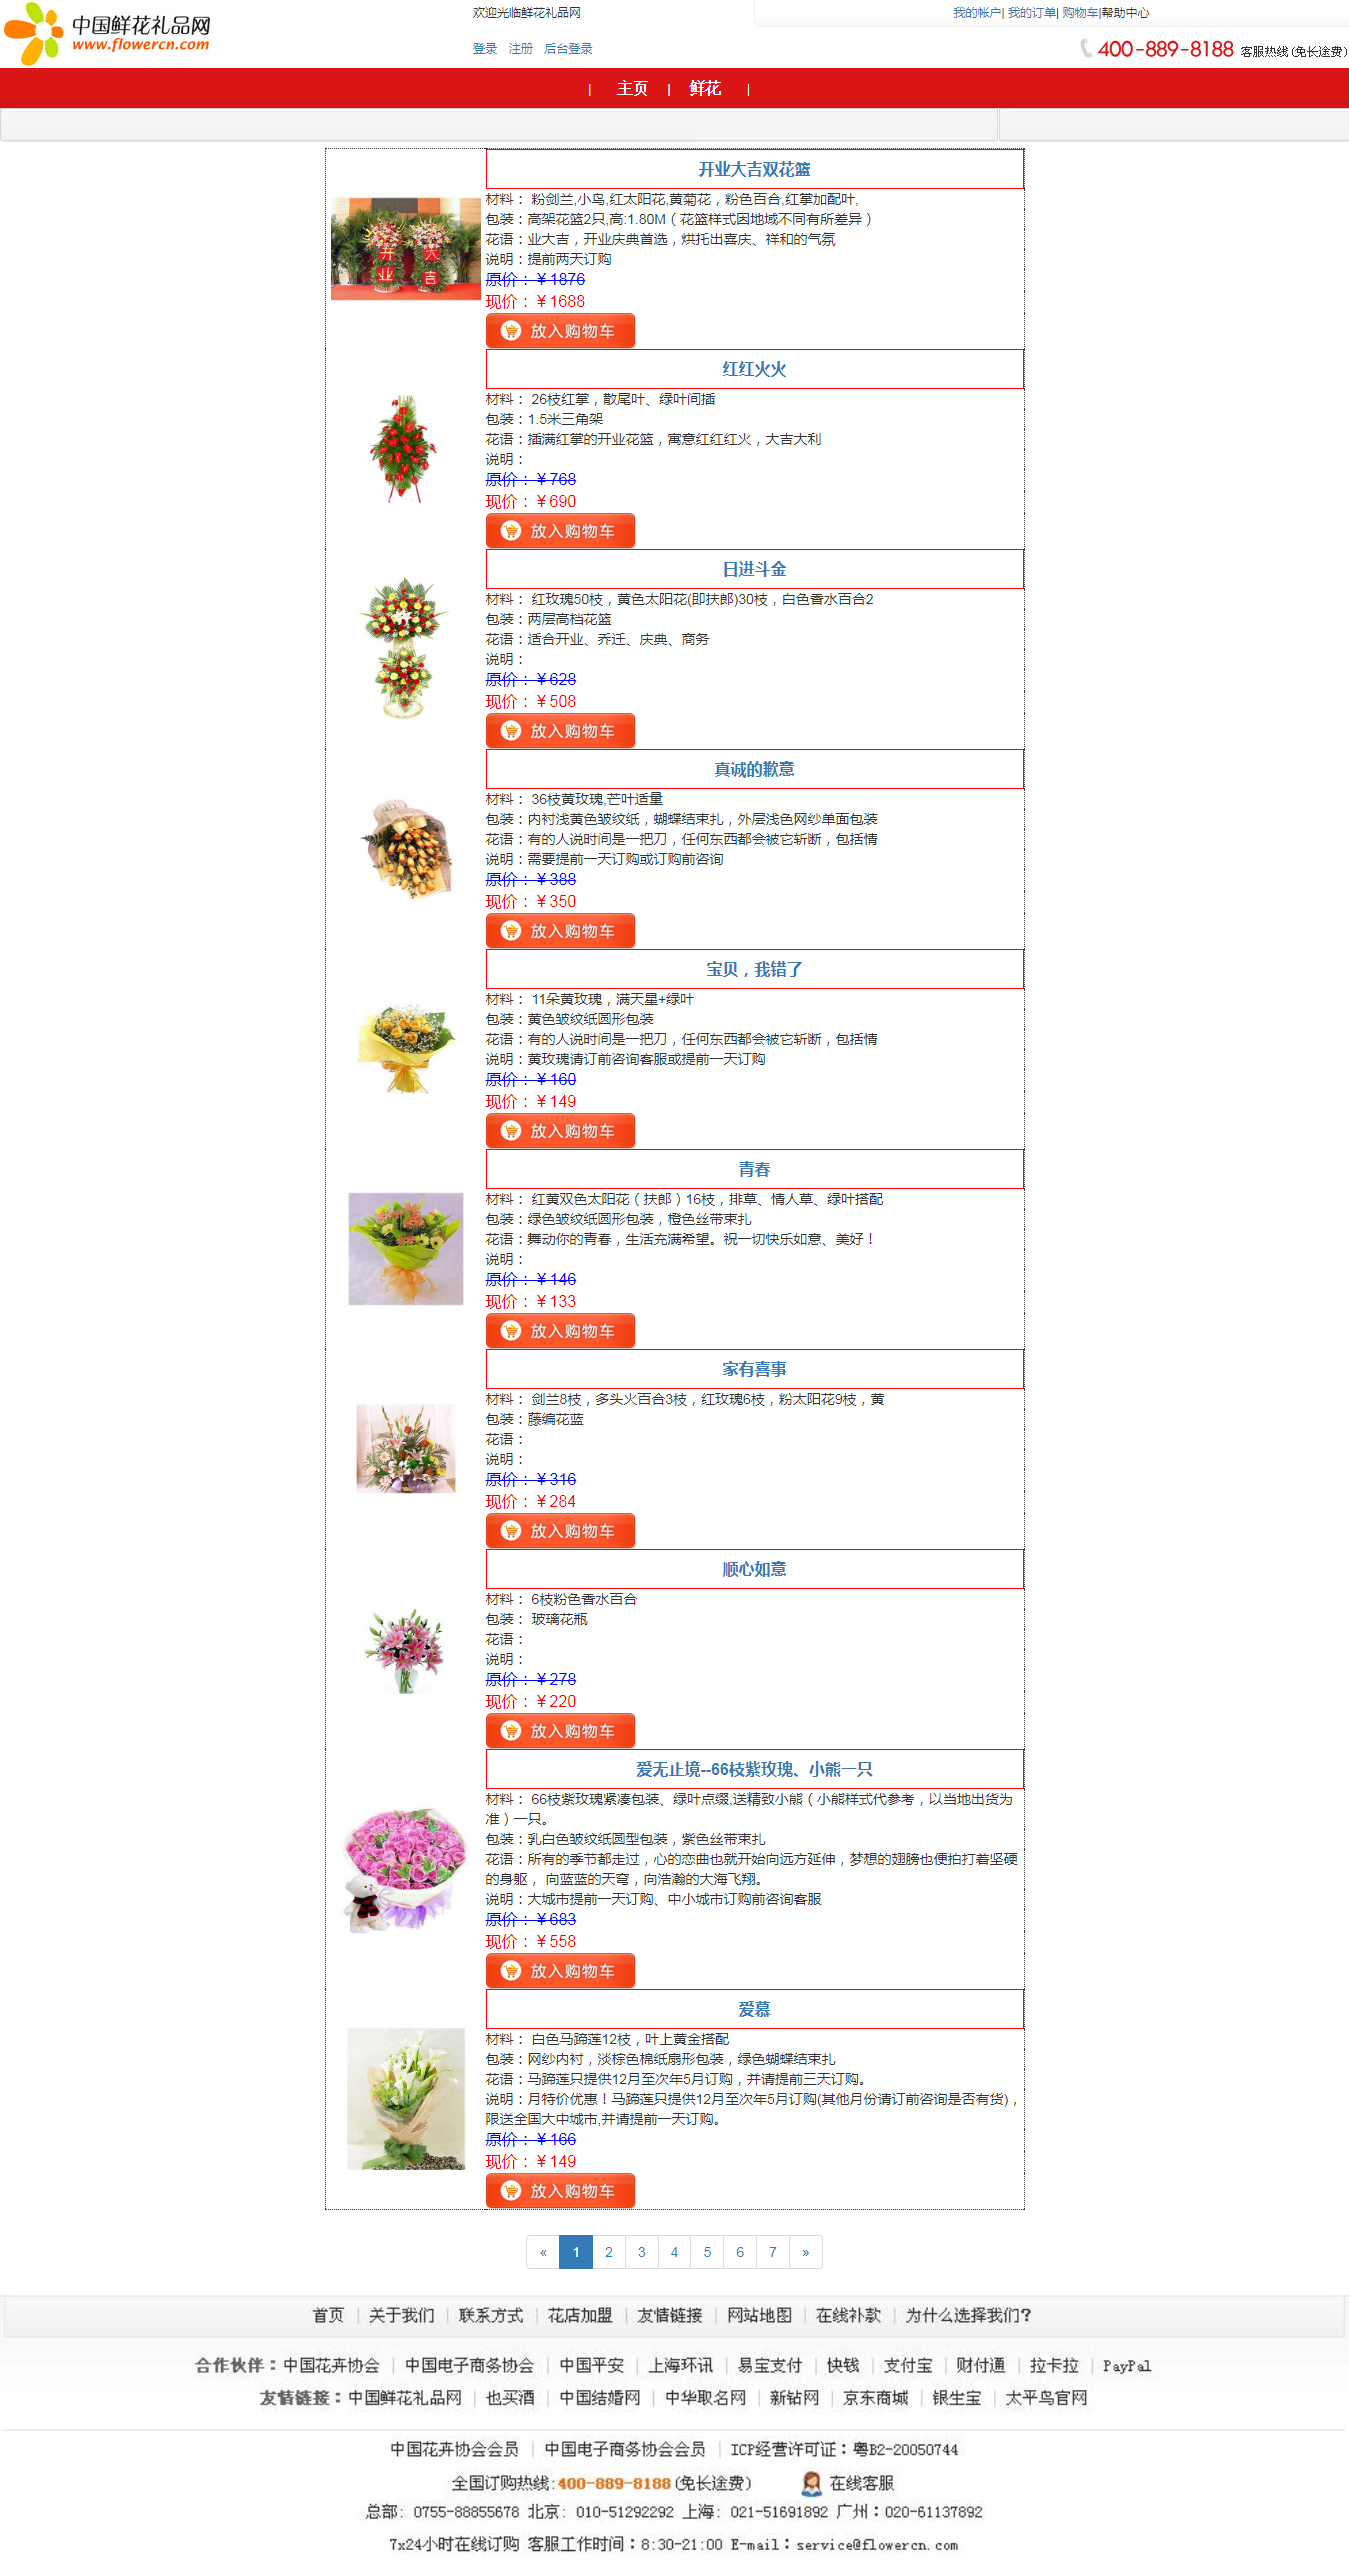 中国鲜花礼品网
www.flowercn.com
欢迎光临鲜花礼品网
我的帐户| 我的订单| 购物车|帮助中心
登录 注册 后台登录
400-889-8188 客服热线(免长途费)
| 主页 | 鲜花 |
开业大吉双花篮
材料： 粉剑兰,小鸟,红太阳花,黄菊花，粉色百合,红掌加配叶,
包装：高架花篮2只,高:1.80M（花篮样式因地域不同有所差异）
花语：业大吉，开业庆典首选，烘托出喜庆、祥和的气氛
说明：提前两天订购
原价：￥1876
现价：￥1688
放入购物车
开 大
业 吉
红红火火
材料： 26枝红掌，散尾叶、绿叶间插
包装：1.5米三角架
花语：插满红掌的开业花篮，寓意红红红火，大吉大利
说明：
原价：￥768
现价：￥690
放入购物车
日进斗金
材料： 红玫瑰50枝，黄色太阳花(即扶郎)30枝，白色香水百合2
包装：两层高档花篮
花语：适合开业、乔迁、庆典、商务
说明：
原价：￥628
现价：￥508
放入购物车
真诚的歉意
材料： 36枝黄玫瑰,芒叶适量
包装：内衬浅黄色皱纹纸，蝴蝶结束扎，外层浅色网纱单面包装
花语：有的人说时间是一把刀，任何东西都会被它斩断，包括情
说明：需要提前一天订购或订购前咨询
原价：￥388
现价：￥350
放入购物车
宝贝，我错了
材料： 11朵黄玫瑰，满天星+绿叶
包装：黄色皱纹纸圆形包装
花语：有的人说时间是一把刀，任何东西都会被它斩断，包括情
说明：黄玫瑰请订前咨询客服或提前一天订购
原价：￥160
现价：￥149
放入购物车
青春
材料： 红黄双色太阳花（扶郎）16枝，排草、情人草、绿叶搭配
包装：绿色皱纹纸圆形包装，橙色丝带束扎
花语：舞动你的青春，生活充满希望。祝一切快乐如意、美好！
说明：
原价：￥146
现价：￥133
放入购物车
家有喜事
材料： 剑兰8枝，多头火百合3枝，红玫瑰6枝，粉太阳花9枝，黄
包装：藤编花蓝
花语：
说明：
原价：￥316
现价：￥284
放入购物车
顺心如意
材料： 6枝粉色香水百合
包装： 玻璃花瓶
花语：
说明：
原价：￥278
现价：￥220
放入购物车
爱无止境--66枝紫玫瑰、小熊一只
材料： 66枝紫玫瑰紧凑包装、绿叶点缀,送精致小熊（小熊样式代参考，以当地出货为
准）一只。
包装：乳白色皱纹纸圆型包装，紫色丝带束扎
花语：所有的季节都走过，心的恋曲也就开始向远方延伸，梦想的翅膀也便拍打着坚硬
的身躯， 向蓝蓝的天穹，向浩瀚的大海飞翔。
说明：大城市提前一天订购、中小城市订购前咨询客服
原价：￥683
现价：￥558
放入购物车
爱慕
材料： 白色马蹄莲12枝，叶上黄金搭配
包装：网纱内衬，淡棕色棉纸扇形包装，绿色蝴蝶结束扎
花语：马蹄莲只提供12月至次年5月订购，并请提前三天订购。
说明：月特价优惠！马蹄莲只提供12月至次年5月订购(其他月份请订前咨询是否有货)，
限送全国大中城市,并请提前一天订购。
原价：￥166
现价：￥149
放入购物车
« 1 2 3 4 5 6 7 »
首页 | 关于我们 | 联系方式 | 花店加盟 | 友情链接 | 网站地图 | 在线补款 | 为什么选择我们？
合作伙伴：中国花卉协会 | 中国电子商务协会 | 中国平安 | 上海环讯 | 易宝支付 | 快钱 | 支付宝 | 财付通 | 拉卡拉 | PayPal
友情链接：中国鲜花礼品网 | 也买酒 | 中国结婚网 | 中华取名网 | 新钻网 | 京东商城 | 银生宝 | 太平鸟官网
中国花卉协会会员 | 中国电子商务协会会员 | ICP经营许可证：粤B2-20050744
全国订购热线:400-889-8188(免长途费) 在线客服
总部: 0755-88855678 北京: 010-51292292 上海: 021-51691892 广州：020-61137892
7x24小时在线订购 客服工作时间：8:30-21:00 E-mail：service@flowercn.com